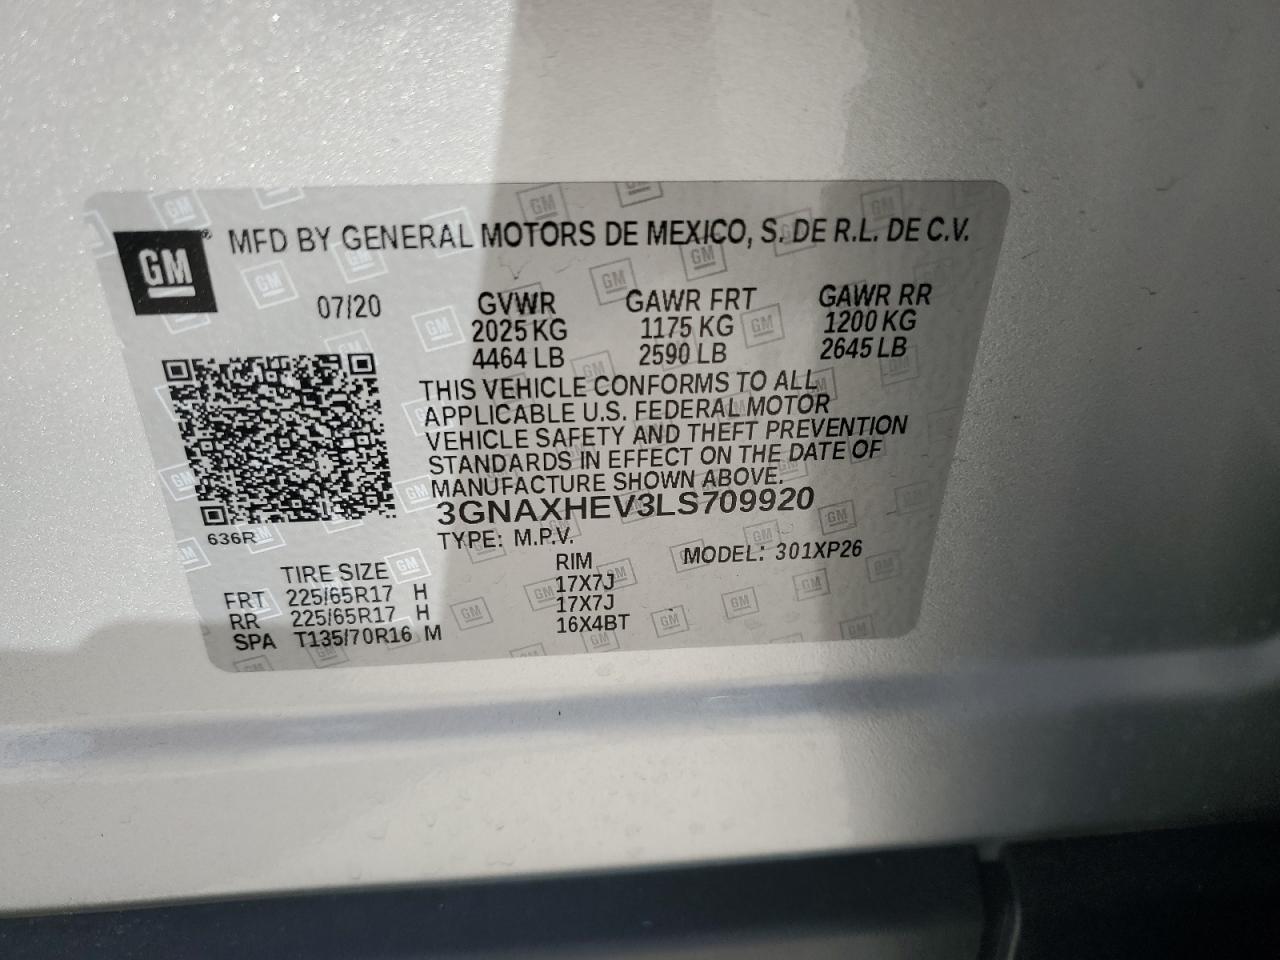 GM® MFD BY GENERAL MOTORS DE MEXICO, S. DE R.L. DE C.V.
07/20 GVWR GAWR FRT GAWR RR
2025 KG 1175 KG 1200 KG
4464 LB 2590 LB 2645 LB
THIS VEHICLE CONFORMS TO ALL
APPLICABLE U.S. FEDERAL MOTOR
VEHICLE SAFETY AND THEFT PREVENTION
STANDARDS IN EFFECT ON THE DATE OF
MANUFACTURE SHOWN ABOVE.
3GNAXHEV3LS709920
636R TYPE: M.P.V. MODEL: 301XP26
TIRE SIZE RIM
FRT 225/65R17 H 17X7J
RR 225/65R17 H 17X7J
SPA T135/70R16 M 16X4BT